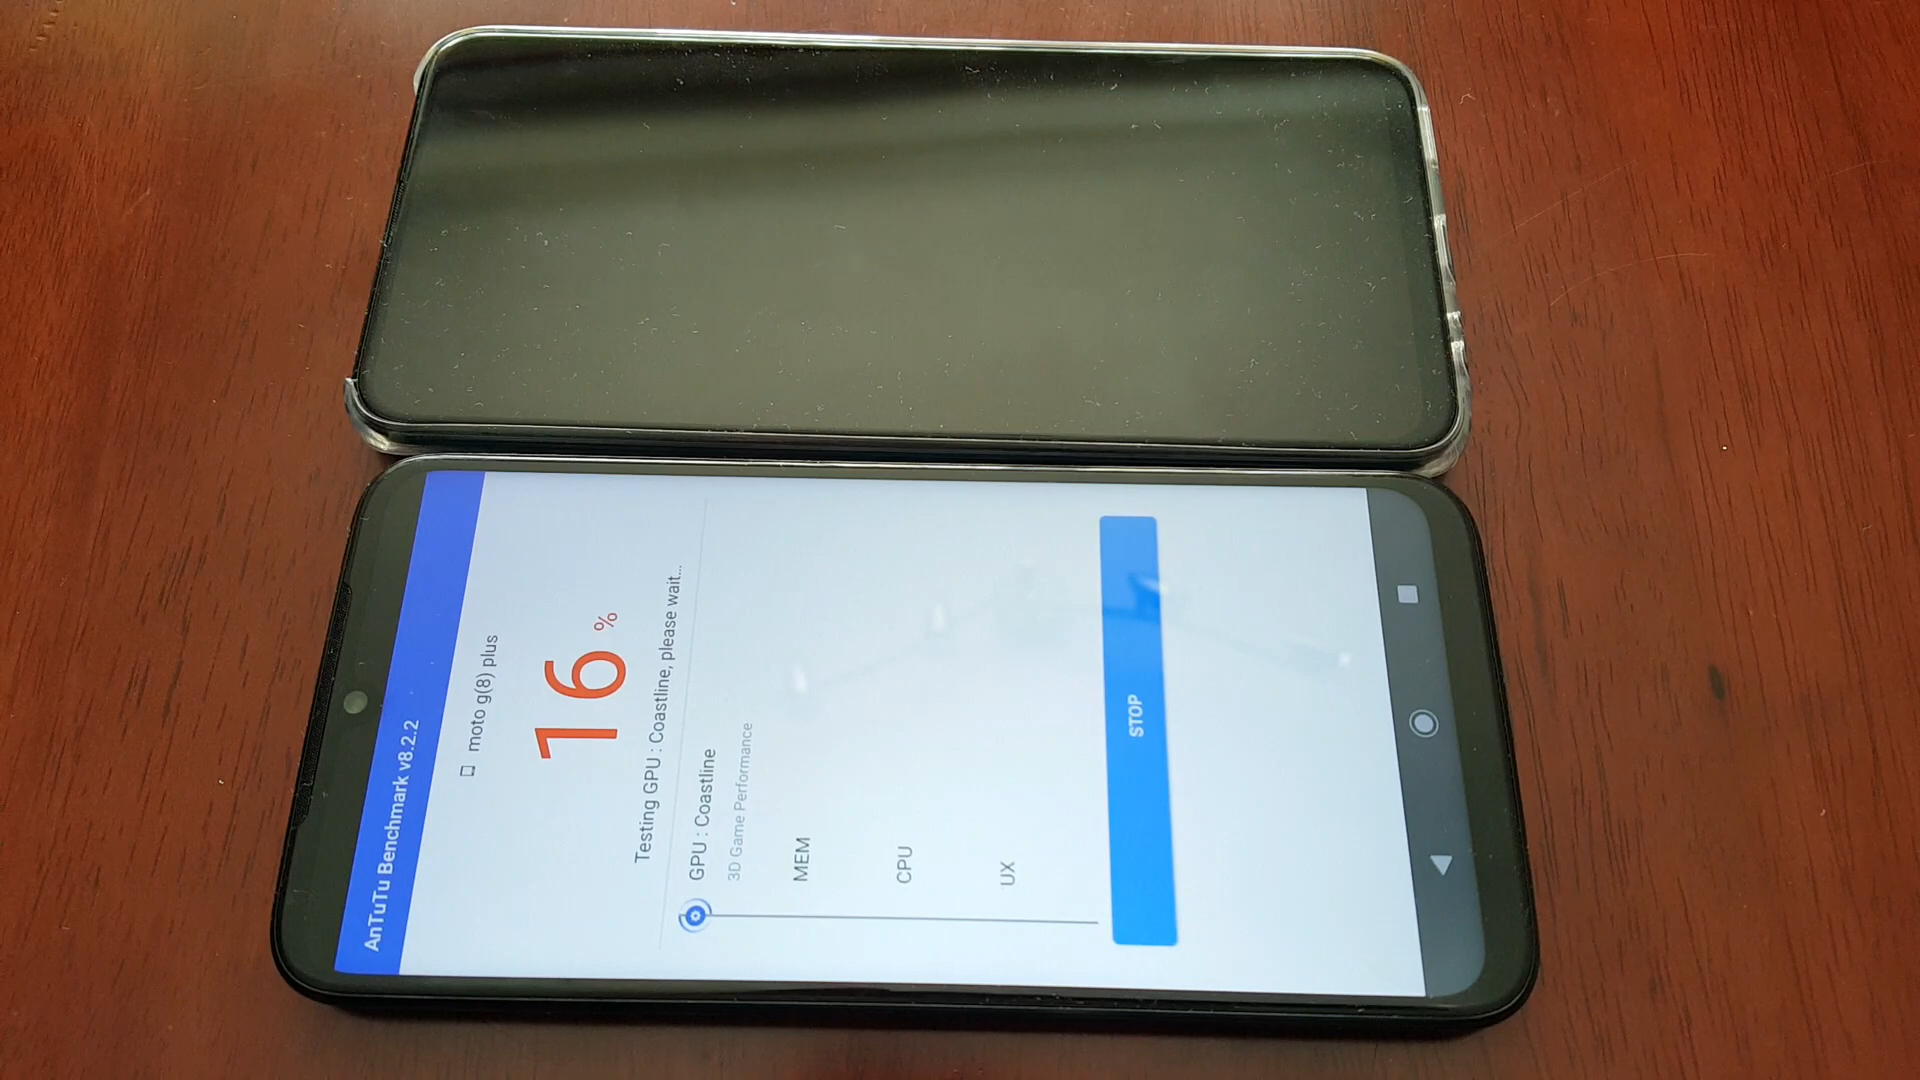 AnTuTu Benchmark v8.2.2
moto g(8) plus
16 %
Testing GPU : Coastline, please wait...
GPU : Coastline
3D Game Performance
MEM
CPU
UX
STOP